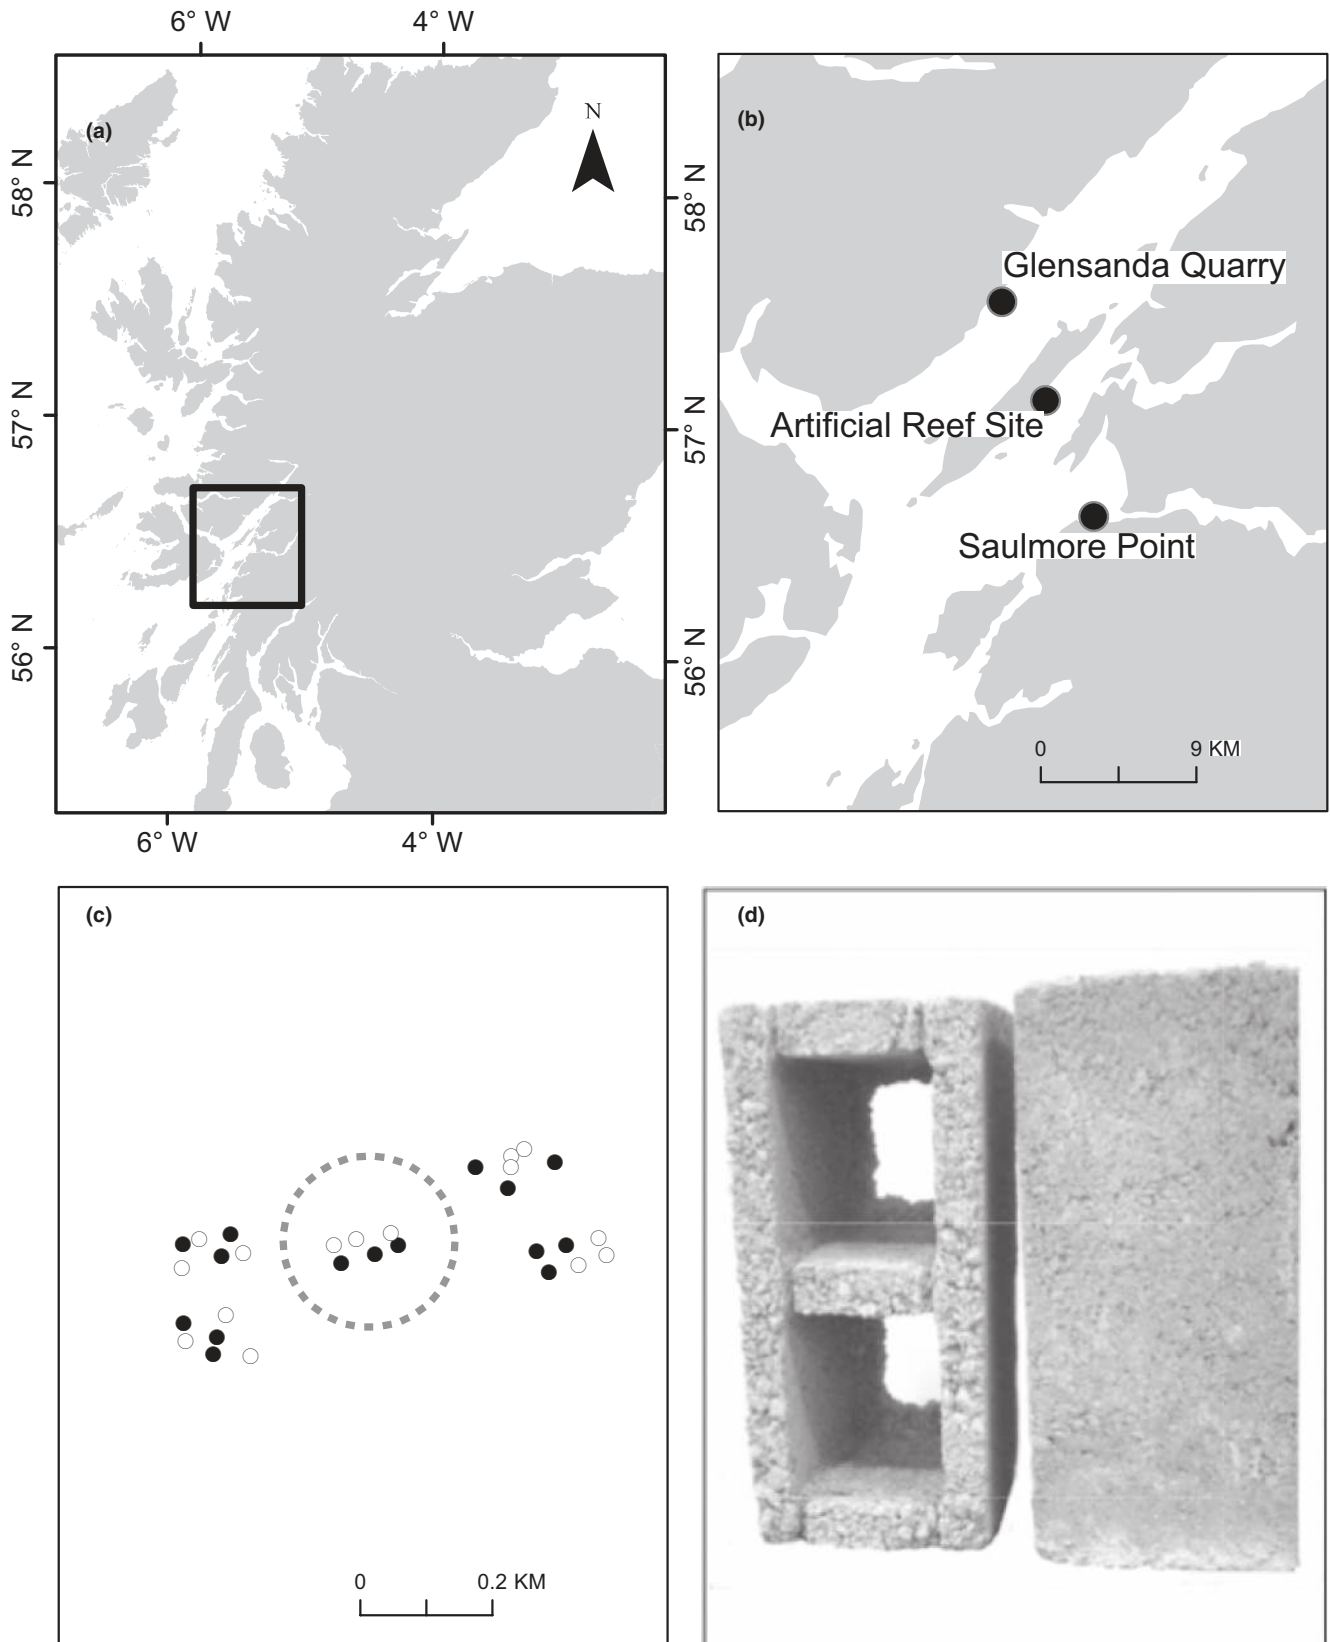 6° W 4° W
(a)
N
58° N
57° N
56° N
58° N
57° N
56° N
6° W 4° W
(b)
Glensanda Quarry
Artificial Reef Site
Saulmore Point
0 9 KM
(c)
0 0.2 KM
(d)